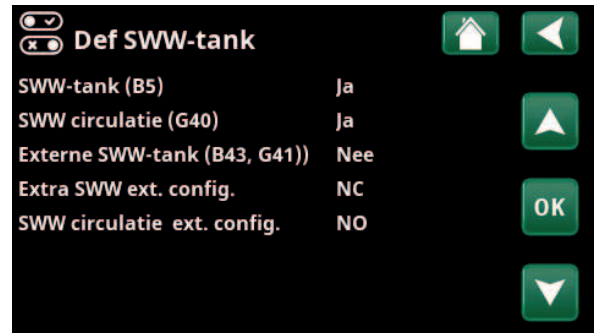 Def SWW-tank
SWW-tank (B5) Ja
SWW circulatie (G40) Ja
Externe SWW-tank (B43, G41)) Nee
Extra SWW ext. config. NC
SWW circulatie ext. config. NO
OK